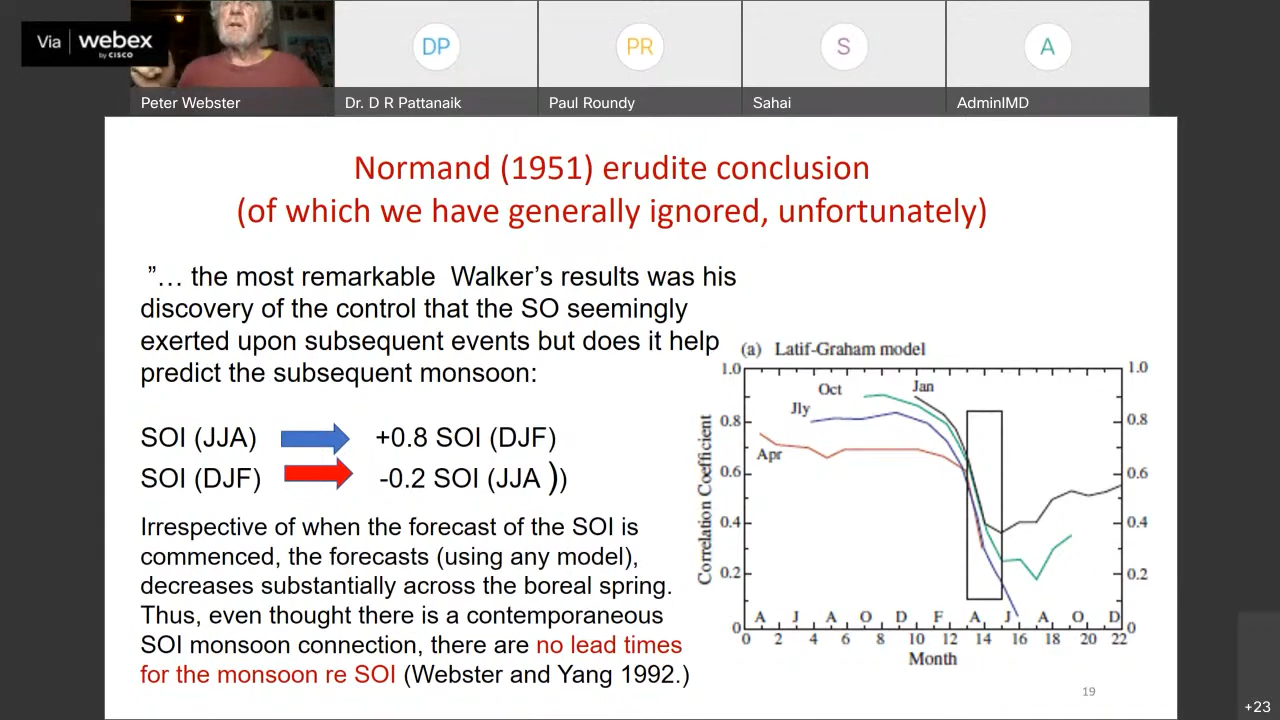 Via webex
by CISCO
DP
PR
S
A
Peter Webster
Dr. D R Pattanaik
Paul Roundy
Sahai
AdminIMD
Normand (1951) erudite conclusion
(of which we have generally ignored, unfortunately)
”… the most remarkable Walker’s results was his
discovery of the control that the SO seemingly
exerted upon subsequent events but does it help
predict the subsequent monsoon:
SOI (JJA) +0.8 SOI (DJF)
SOI (DJF) -0.2 SOI (JJA ))
Irrespective of when the forecast of the SOI is
commenced, the forecasts (using any model),
decreases substantially across the boreal spring.
Thus, even thought there is a contemporaneous
SOI monsoon connection, there are no lead times
for the monsoon re SOI (Webster and Yang 1992.)
(a) Latif-Graham model
1.0 1.0
Oct Jan
Jly
0.8 0.8
Apr
0.6 0.6
0.4 0.4
0.2 0.2
Correlation Coefficient
A J A O D F A J A O D
0 0
0 2 4 6 8 10 12 14 16 18 20 22
Month
19
+23